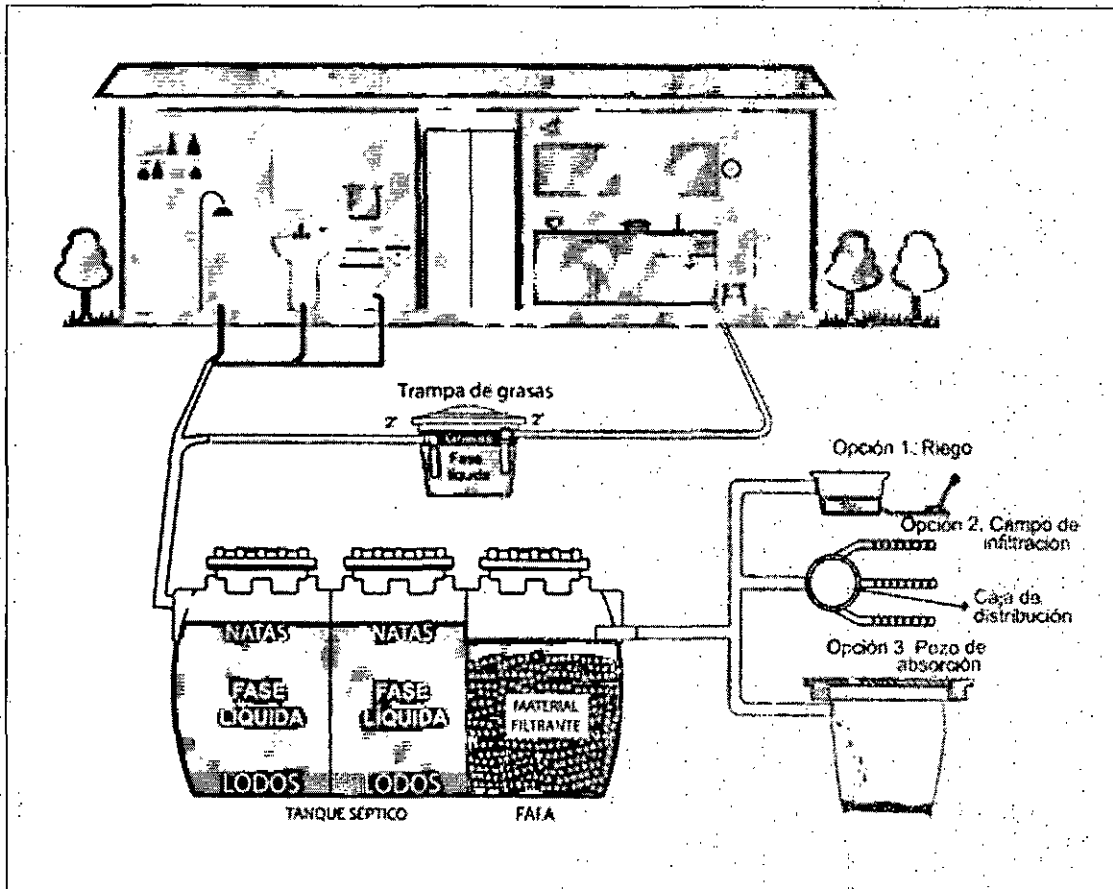 Trampa de grasas
2" 2"
Fase
líquida
Opción 1. Riego
Opción 2. Campo de
infiltración
Caja de
distribución
Opción 3. Pozo de
absorción
NATAS NATAS
FASE
LÍQUIDA
FASE
LÍQUIDA
MATERIAL
FILTRANTE
LODOS LODOS
TANQUE SÉPTICO FAFA